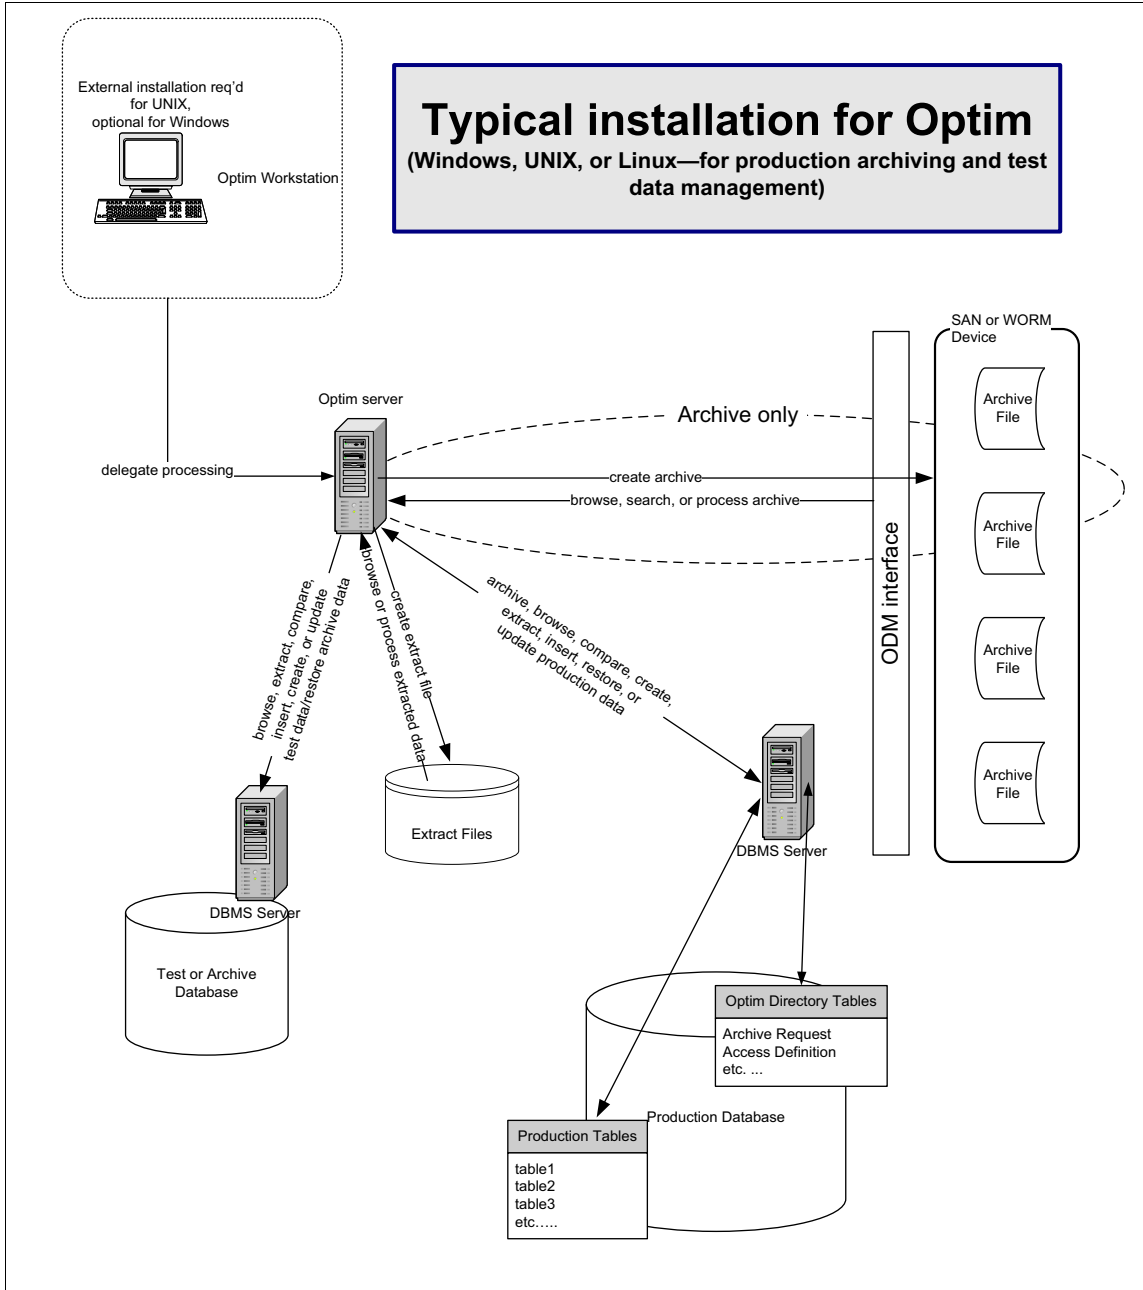 External installation req'd
for UNIX,
optional for Windows
Optim Workstation
Typical installation for Optim
(Windows, UNIX, or Linux—for production archiving and test
data management)
SAN or WORM
Device
Archive
File
Archive
File
Archive
File
Archive
File
ODM interface
Optim server
Archive only
delegate processing
create archive
browse, search, or process archive
browse, extract, compare,
insert, create, or update
test data/restore archive data
browse or process extracted data
create extract file
archive, browse, compare, create,
extract, insert, restore, or
update production data
DBMS Server
Extract Files
DBMS Server
Test or Archive
Database
Optim Directory Tables
Archive Request
Access Definition
etc. ...
Production Database
Production Tables
table1
table2
table3
etc.....